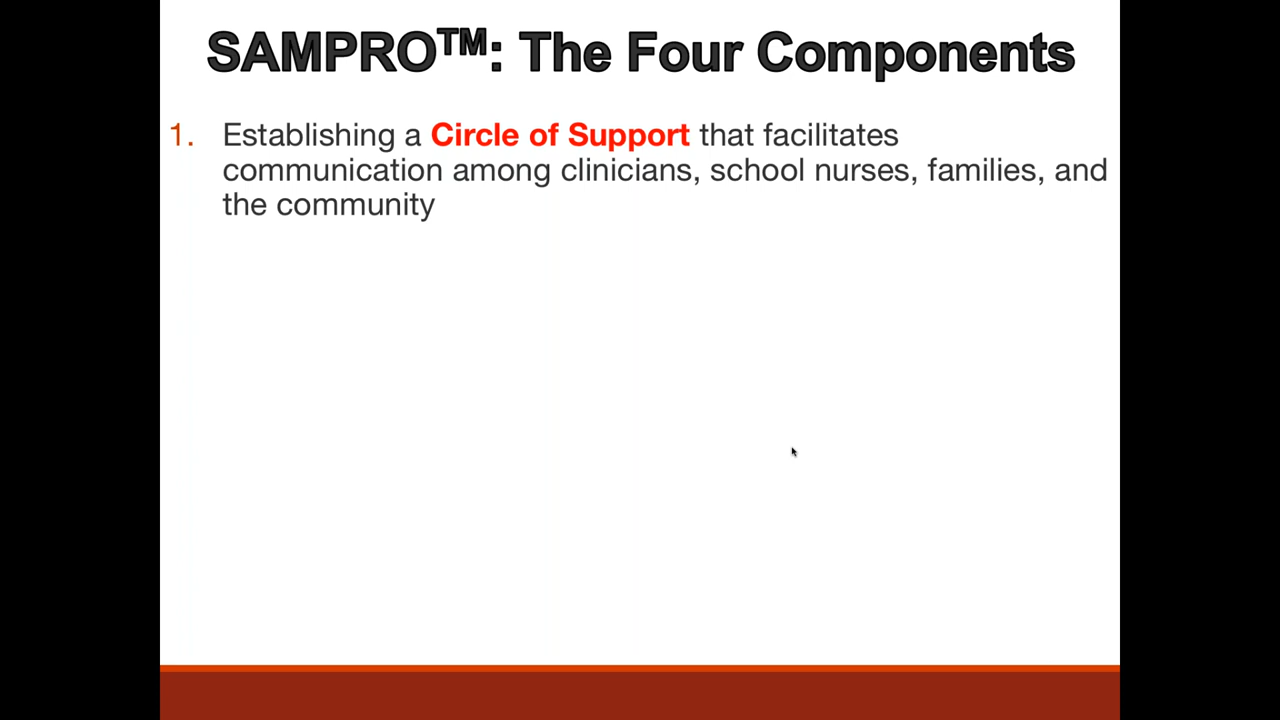 SAMPRO™: The Four Components
1. Establishing a Circle of Support that facilitates
communication among clinicians, school nurses, families, and
the community